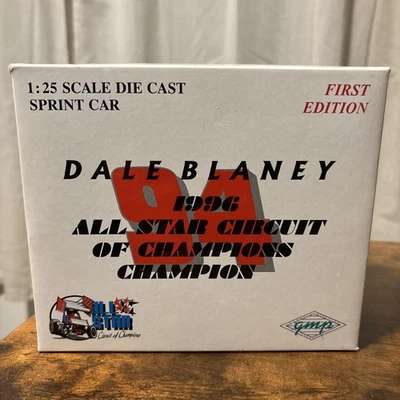 1:25 SCALE DIE CAST
SPRINT CAR
FIRST
EDITION
DALE BLANEY
94
1996
ALL STAR CIRCUIT
OF CHAMPIONS
CHAMPION
ALL
STAR
Circuit of Champions
gmp